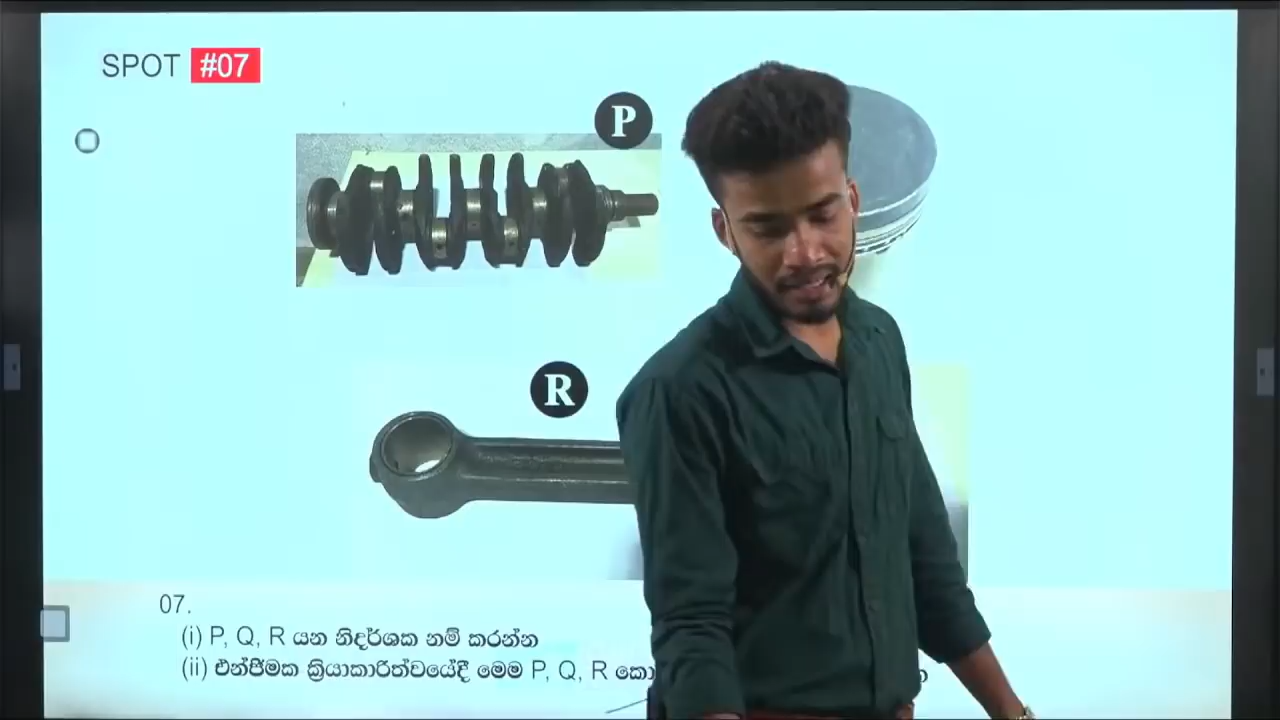 SPOT #07
P
R
07.
(i) P, Q, R යන නිදර්ශක නම් කරන්න
(ii) එන්ජිමක ක්‍රියාකාරිත්වයේදී මෙම P, Q, R